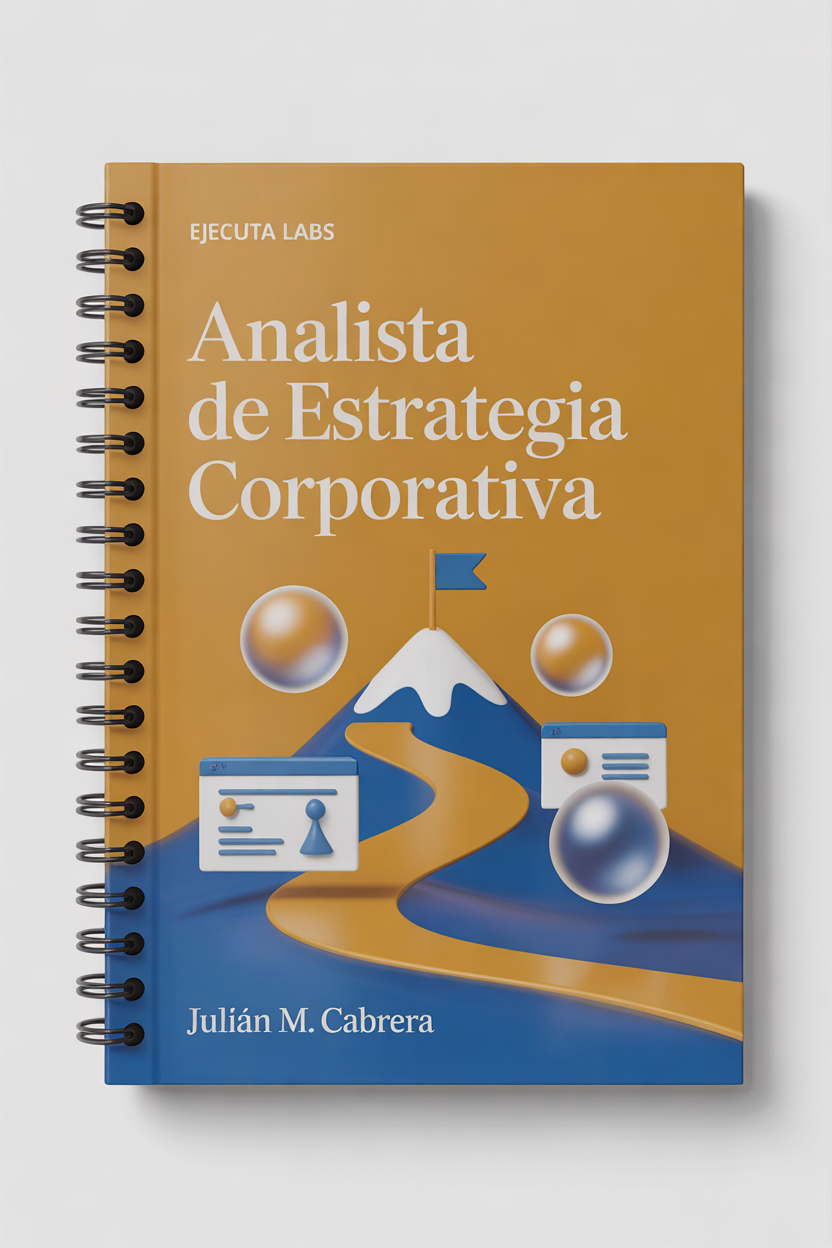 EJECUTA LABS
Analista
de Estrategia
Corporativa
Julián M. Cabrera